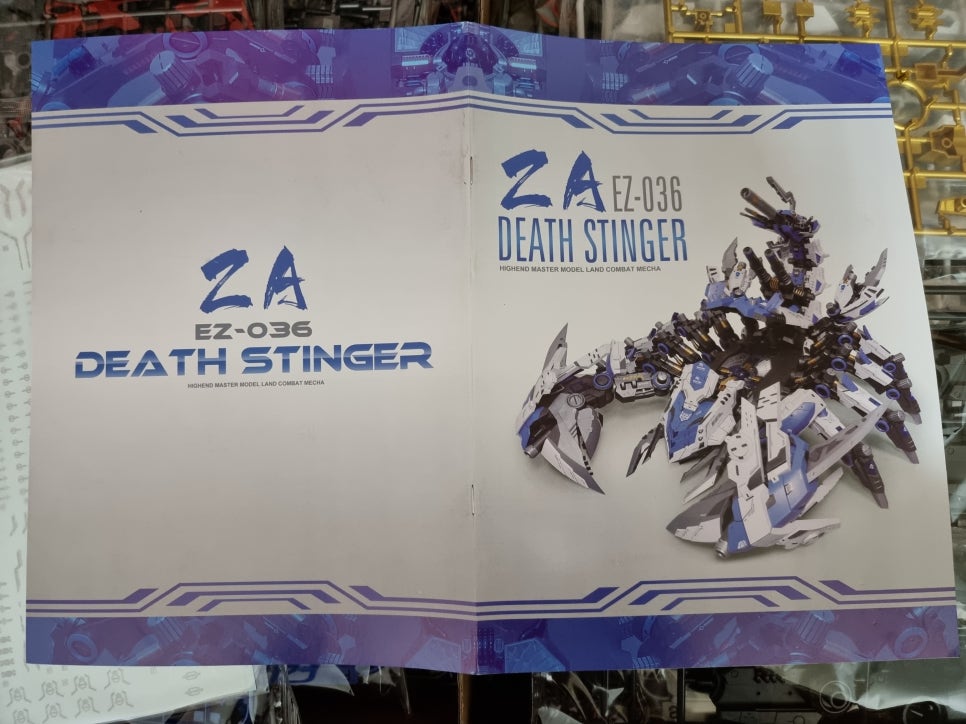 ZA
EZ-036
DEATH STINGER
HIGHEND MASTER MODEL LAND COMBAT MECHA
ZA EZ-036
DEATH STINGER
HIGHEND MASTER MODEL LAND COMBAT MECHA